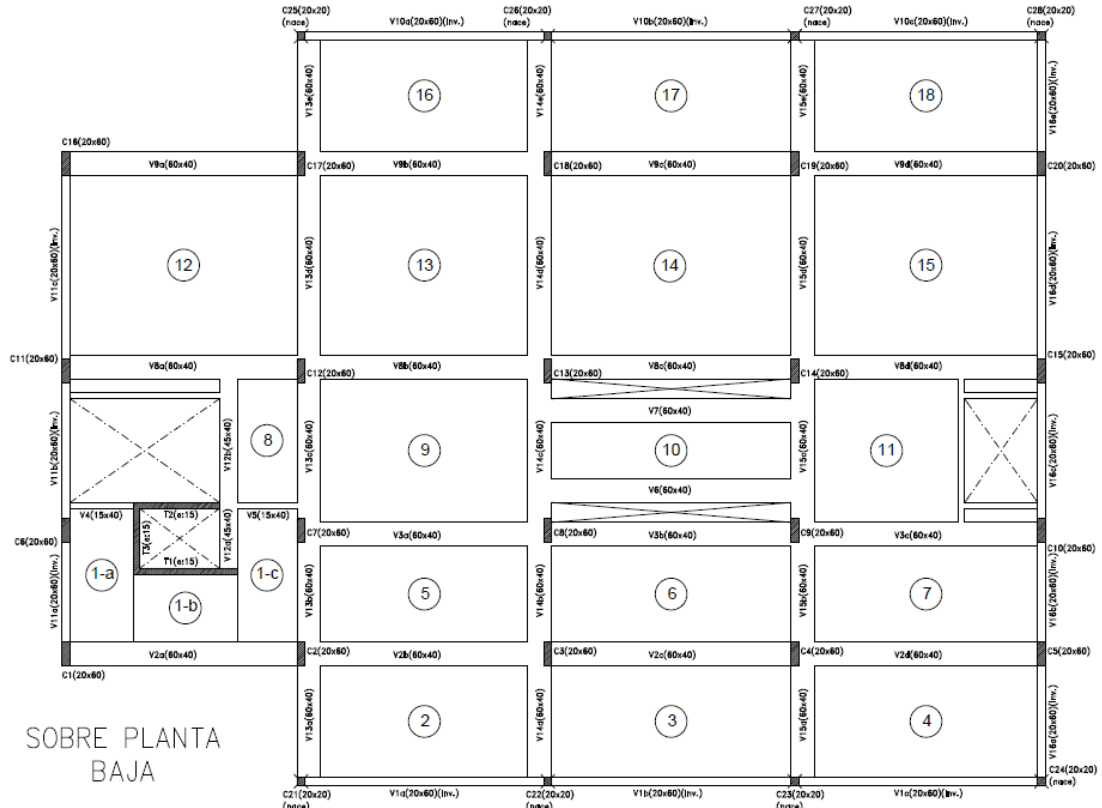 C25(20x20)
(nace)
V10a(20x60)(Inv.)
C26(20x20)
(nace)
V10b(20x60)(Inv.)
C27(20x20)
(nace)
V10c(20x60)(Inv.)
C28(20x20)
(nace)
V13e(60x40)
16
V14e(60x40)
17
V15e(60x40)
18
V16e(20x60)(Inv.)
C16(20x60)
V9a(60x40)
C17(20x60)
V9b(60x40)
C18(20x60)
V9c(60x40)
C19(20x60)
V9d(60x40)
C20(20x60)
V11c(20x60)(Inv.)
12
V13d(60x40)
13
V14d(60x40)
14
V15d(60x40)
15
V16d(20x60)(Inv.)
C11(20x60)
V8a(60x40)
C12(20x60)
V8b(60x40)
C13(20x60)
V8c(60x40)
C14(20x60)
V8d(60x40)
C15(20x60)
V11b(20x60)(Inv.)
V12b(45x40)
8
V13c(60x40)
9
V14c(60x40)
V7(60x40)
10
V6(60x40)
V15c(60x40)
11
V16c(20x60)(Inv.)
V4(15x40)
T2(e:15)
V5(15x40)
C6(20x60)
T3(e:15)
V12a(45x40)
T1(e:15)
C7(20x60)
V3a(60x40)
C8(20x60)
V3b(60x40)
C9(20x60)
V3c(60x40)
C10(20x60)
V11a(20x60)(Inv.)
1-a
1-b
1-c
V13b(60x40)
5
V14b(60x40)
6
V15b(60x40)
7
V16b(20x60)(Inv.)
C1(20x60)
V2a(60x40)
C2(20x60)
V2b(60x40)
C3(20x60)
V2c(60x40)
C4(20x60)
V2d(60x40)
C5(20x60)
V13a(60x40)
2
V14a(60x40)
3
V15a(60x40)
4
V16a(20x60)(Inv.)
SOBRE PLANTA
BAJA
C21(20x20)
(nace)
V1a(20x60)(Inv.)
C22(20x20)
(nace)
V1b(20x60)(Inv.)
C23(20x20)
(nace)
V1c(20x60)(Inv.)
C24(20x20)
(nace)